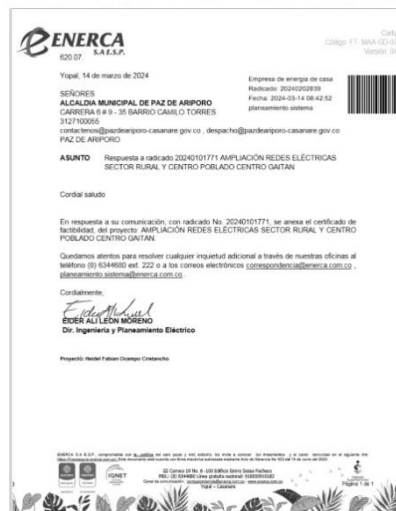 ENERCA
S.A E.S.P.
620.07
Carta
Yopal, 14 de marzo de 2024
Empresa de energia de casa
Radicado: 20240202839
Fecha: 2024-03-14 08:42:52
planeamiento.sistema
SEÑORES
ALCALDIA MUNICIPAL DE PAZ DE ARIPORO
CARRERA 6 # 9 - 35 BARRIO CAMILO TORRES
3127100055
contactenos@pazdeariporo-casanare.gov.co , despacho@pazdeariporo-casanare.gov.co
PAZ DE ARIPORO
ASUNTO Respuesta a radicado 20240101771 AMPLIACIÓN REDES ELÉCTRICAS
SECTOR RURAL Y CENTRO POBLADO CENTRO GAITAN
Cordial saludo
En respuesta a su comunicación, con radicado No. 20240101771, se anexa el certificado de
factibilidad, del proyecto: AMPLIACIÓN REDES ELÉCTRICAS SECTOR RURAL Y CENTRO
POBLADO CENTRO GAITAN.
Quedamos atentos para resolver cualquier inquietud adicional a través de nuestras oficinas al
teléfono (8) 6344680 ext. 222 o a los correos electrónicos correspondencia@enerca.com.co ,
planeamiento.sistema@enerca.com.co .
Cordialmente,
EIDER ALI LEON MORENO
Dir. Ingeniería y Planeamiento Eléctrico
Proyectó: Heidel Fabian Ocampo Cristancho
IQNET
Yopal – Casanare
Página 1 de 1